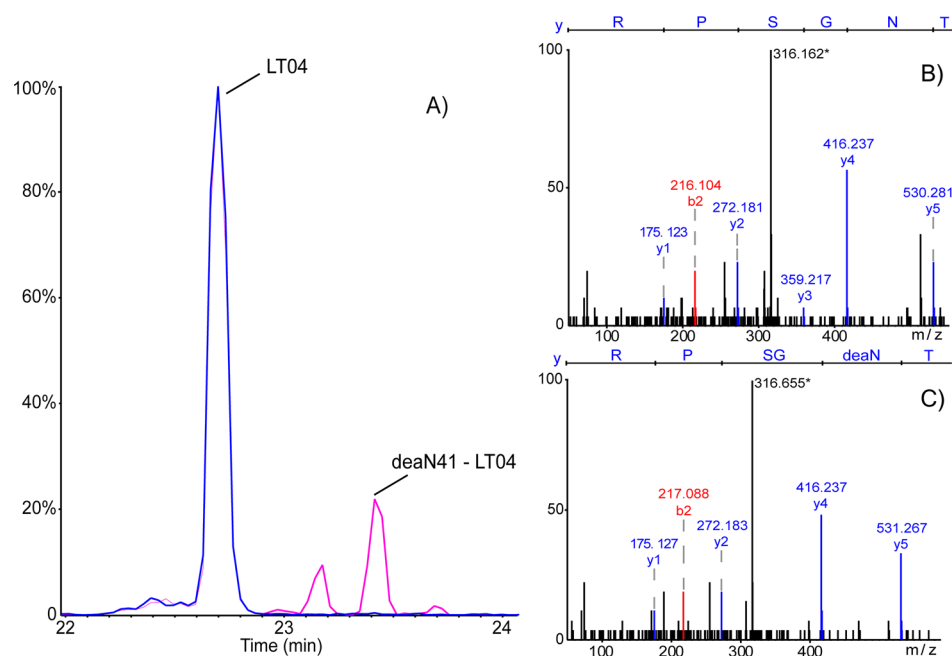 LT04
A)
100%
80%
60%
40%
20%
0
deaN41 - LT04
22 23 24
Time (min)
y R P S G N T
B)
100
50
0
316.162*
416.237
y4
216.104
b2
272.181
y2
530.281
y5
175. 123
y1
359.217
y3
100 200 300 400 m/z
y R P SG deaN T
C)
100
50
0
316.655*
217.088
b2
416.237
y4
272.183
y2
531.267
y5
175. 127
y1
100 200 300 400 m/z